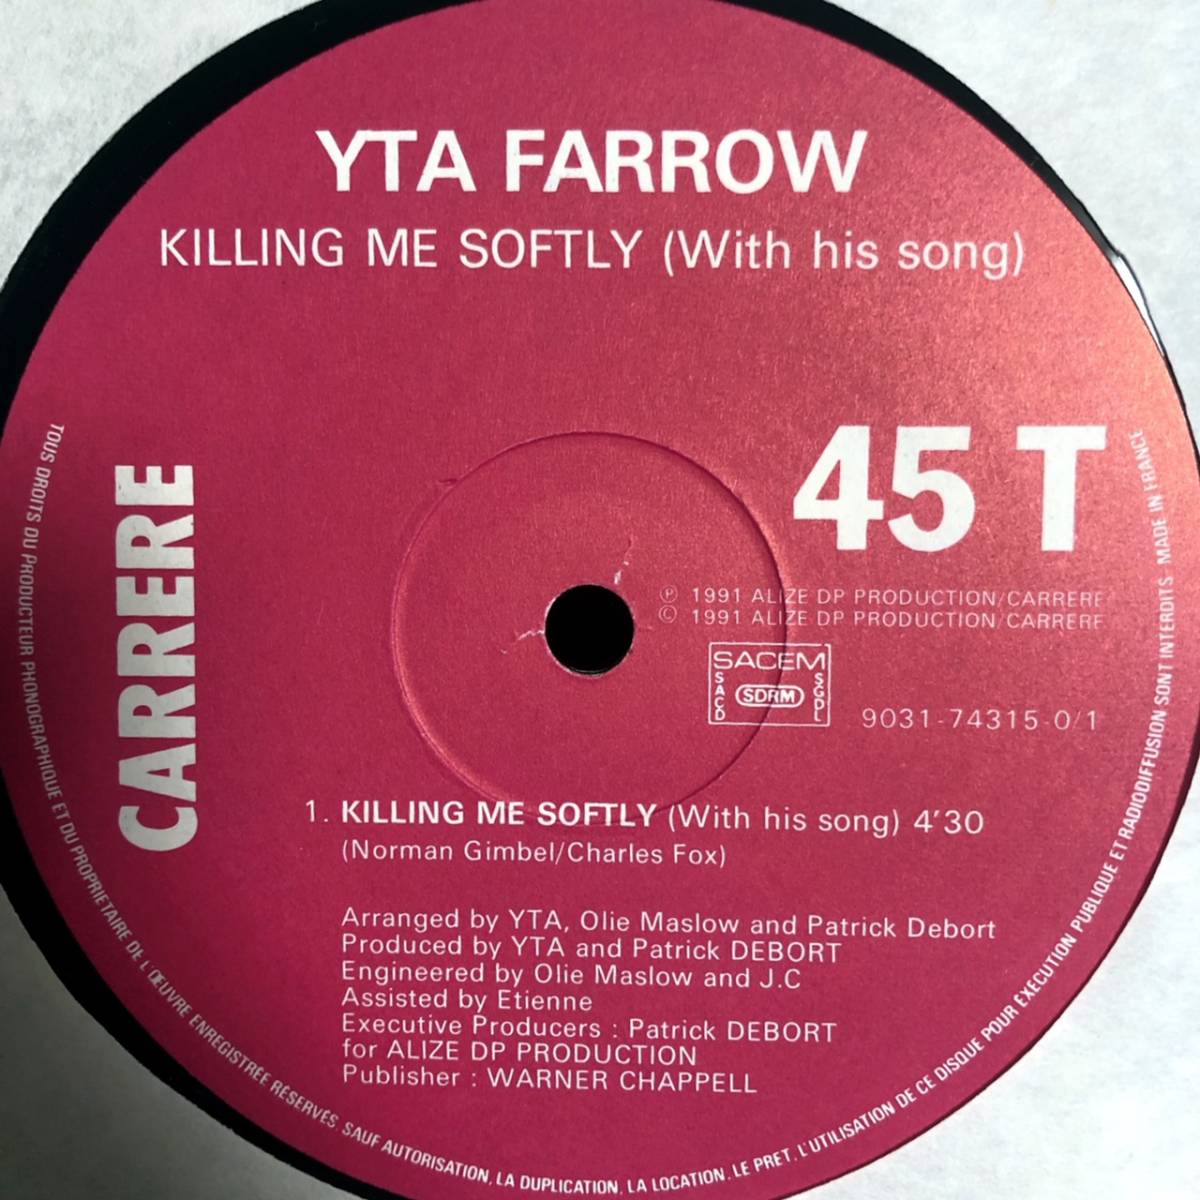 YTA FARROW
KILLING ME SOFTLY (With his song)
45 T
CARRERE
Ⓟ 1991 ALIZE DP PRODUCTION/CARRERE
© 1991 ALIZE DP PRODUCTION/CARRERE
SACEM
SACD
SDRM
SGDL
9031-74315-0/1
1. KILLING ME SOFTLY (With his song) 4'30
(Norman Gimbel/Charles Fox)
Arranged by YTA, Olie Maslow and Patrick Debort
Produced by YTA and Patrick DEBORT
Engineered by Olie Maslow and J.C
Assisted by Etienne
Executive Producers : Patrick DEBORT
for ALIZE DP PRODUCTION
Publisher : WARNER CHAPPELL
TOUS DROITS DU PRODUCTEUR PHONOGRAPHIQUE ET DU PROPRIETAIRE DE L'ŒUVRE ENREGISTRÉE RÉSERVÉS. SAUF AUTORISATION, LA DUPLICATION, LA LOCATION, LE PRET, L'UTILISATION DE CE DISQUE POUR EXECUTION PUBLIQUE ET RADIODIFFUSION SONT INTERDITS MADE IN FRANCE